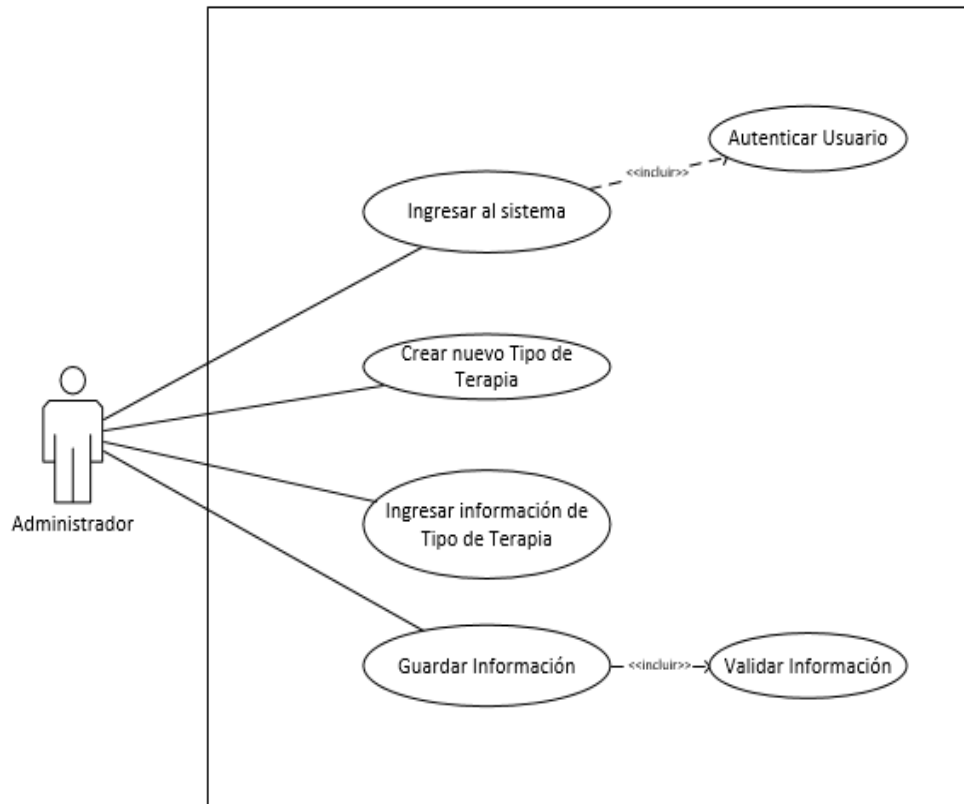 Autenticar Usuario
<<incluir>>
Ingresar al sistema
Crear nuevo Tipo de
Terapia
Administrador
Ingresar información de
Tipo de Terapia
Guardar Información
<<incluir>>
Validar Información